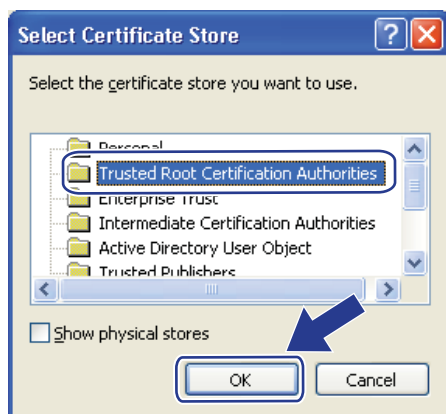 Select Certificate Store
Select the certificate store you want to use.
Personal
Trusted Root Certification Authorities
Enterprise Trust
Intermediate Certification Authorities
Active Directory User Object
Trusted Publishers
Show physical stores
OK
Cancel